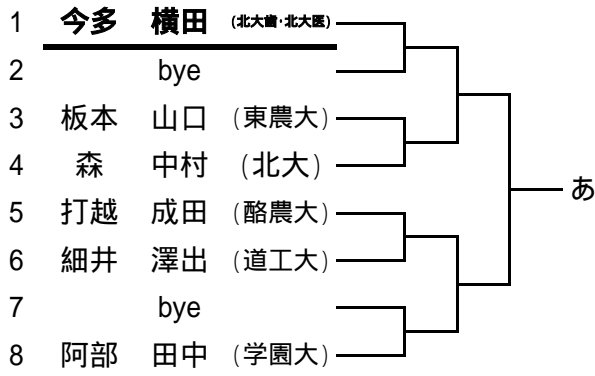 1 今多 横田 (北大歯・北大医)
2 bye
3 板本 山口 (東農大)
4 森 中村 (北大)
あ
5 打越 成田 (酪農大)
6 細井 澤出 (道工大)
7 bye
8 阿部 田中 (学園大)